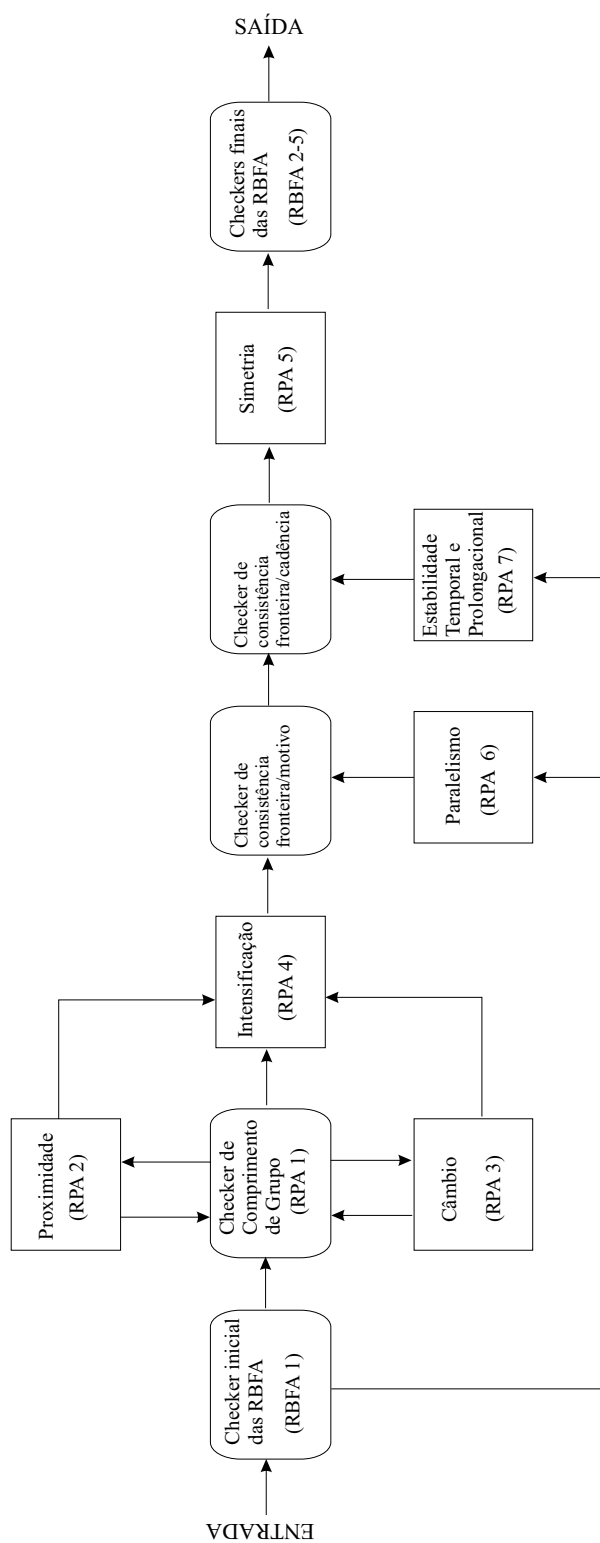 ENTRADA
Checker inicial
das RBFA
(RBFA 1)
Proximidade
(RPA 2)
Checker de
Comprimento
de Grupo
(RPA 1)
Câmbio
(RPA 3)
Intensificação
(RPA 4)
Checker de
consistência
fronteira/motivo
Paralelismo
(RPA 6)
Checker de
consistência
fronteira/cadência
Estabilidade
Temporal e
Prolongacional
(RPA 7)
Simetria
(RPA 5)
Checkers finais
das RBFA
(RBFA 2-5)
SAÍDA